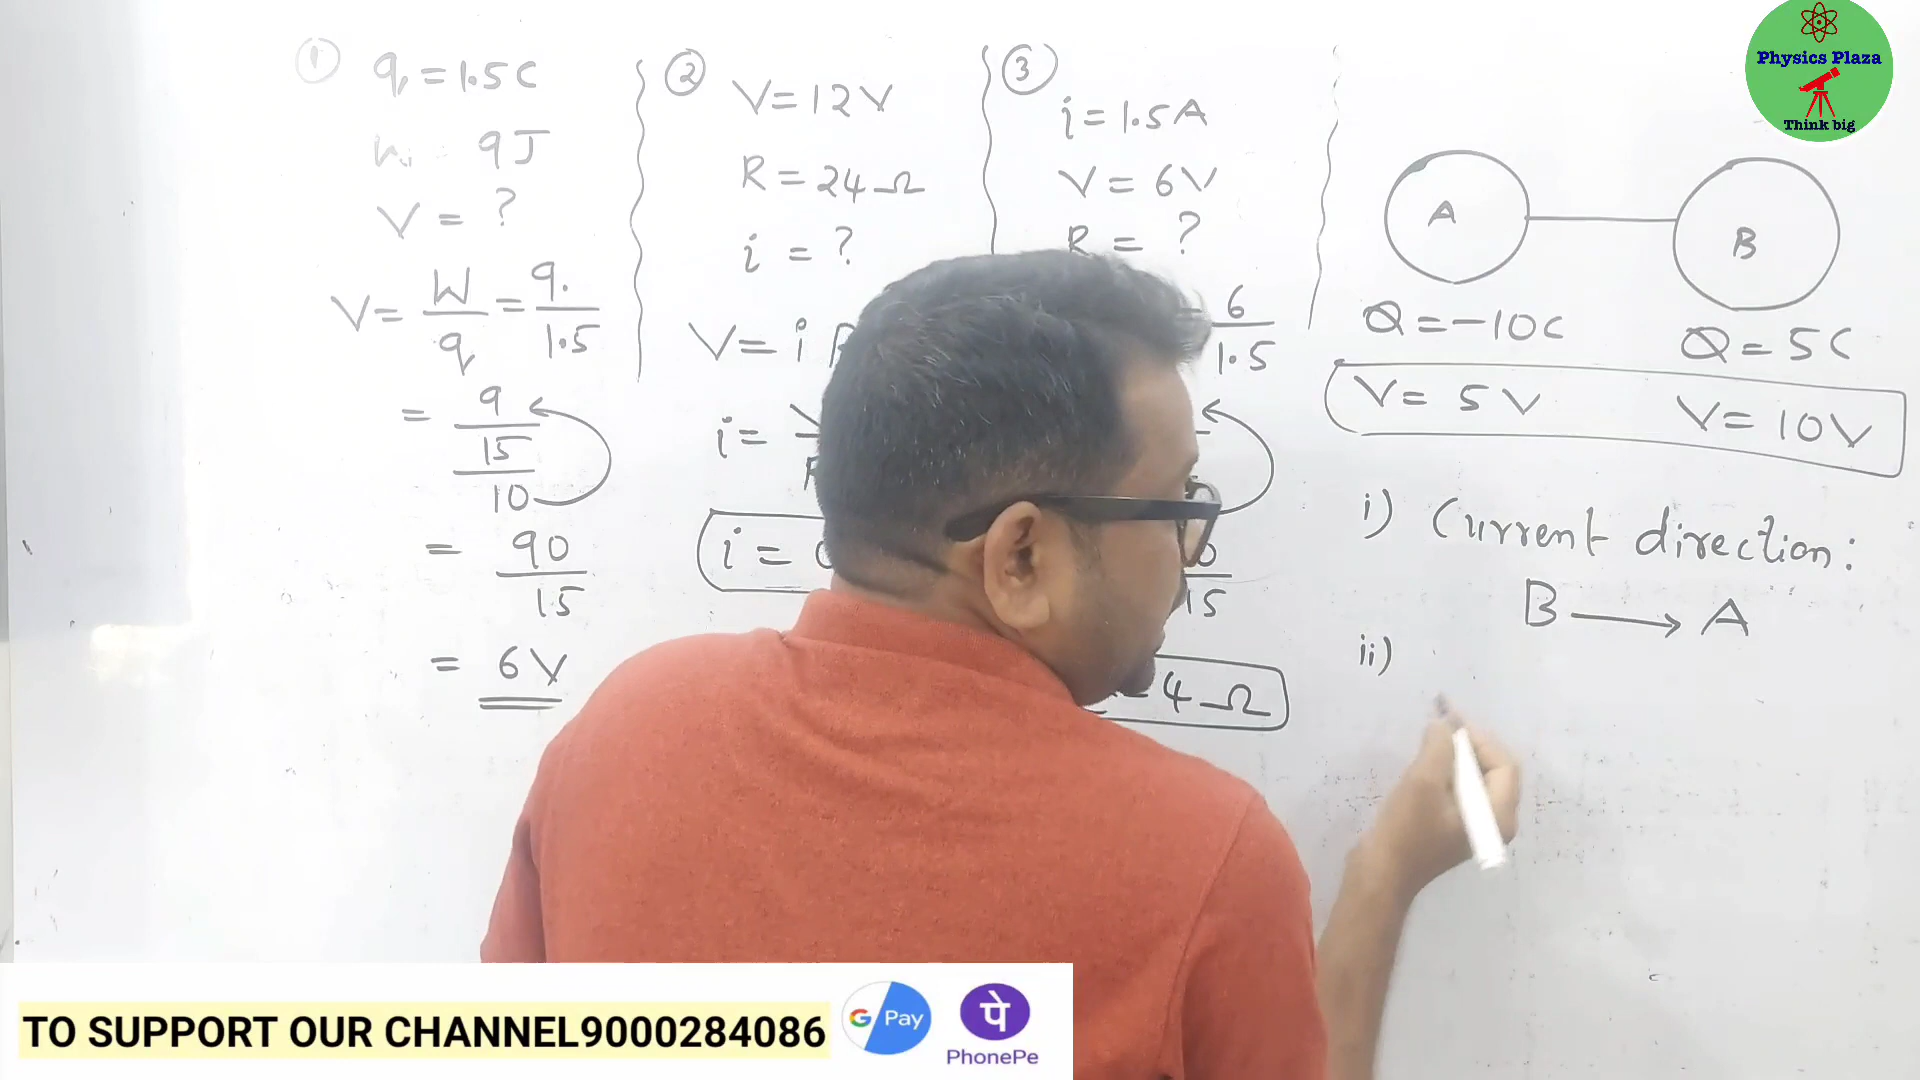 ① q = 1.5C
9J
V = ?
V = W/q = 9./1.5
= 9/15/10
= 90/15
= 6V
② V = 12V
R = 24Ω
i = ?
V = i
i =
i =
③ i = 1.5A
V = 6V
R = ?
= 6/1.5
15
= 4Ω
A
B
Q = -10C
Q = 5C
V = 5V
V = 10V
i) Current direction:
B → A
ii)
Physics Plaza
Think big
TO SUPPORT OUR CHANNEL9000284086
G Pay
पे
PhonePe